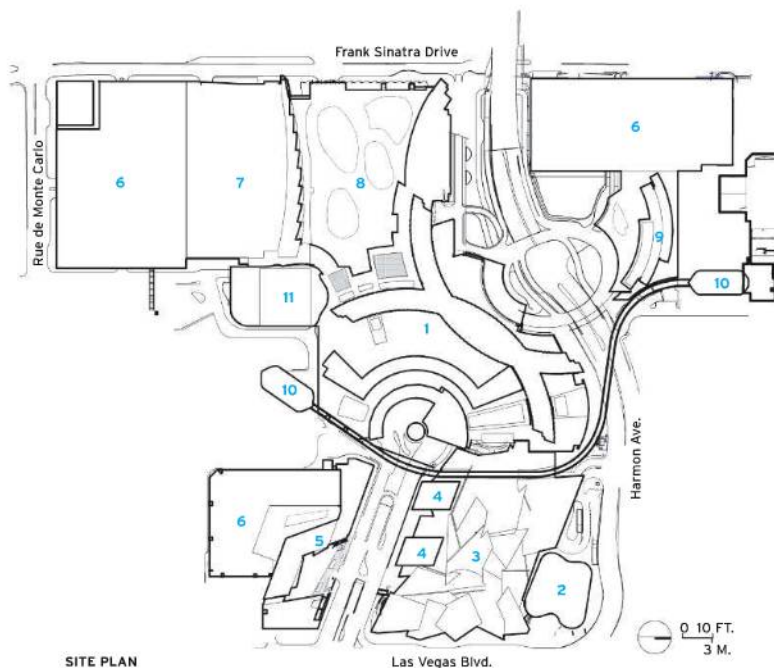 Frank Sinatra Drive
Rue de Monte Carlo
6
7
8
6
9
11
10
1
10
Harmon Ave.
6
5
4
4
3
2
0 10 FT.
3 M.
SITE PLAN
Las Vegas Blvd.